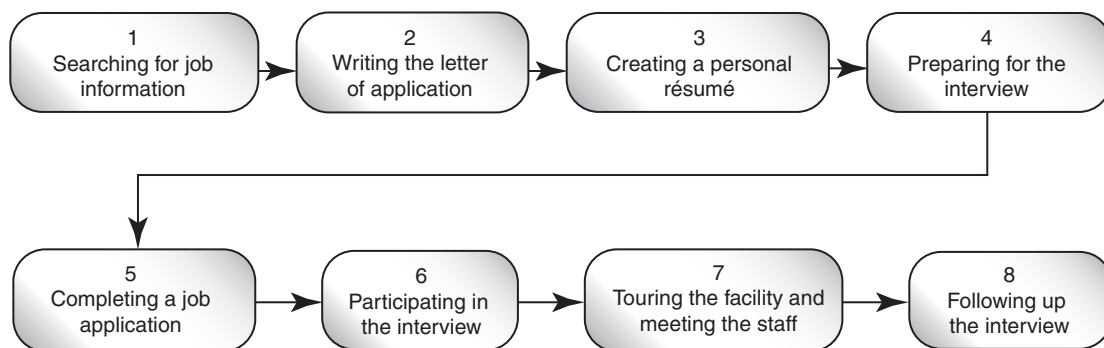 1
Searching for job
information
2
Writing the letter
of application
3
Creating a personal
résumé
4
Preparing for the
interview
5
Completing a job
application
6
Participating in
the interview
7
Touring the facility and
meeting the staff
8
Following up
the interview